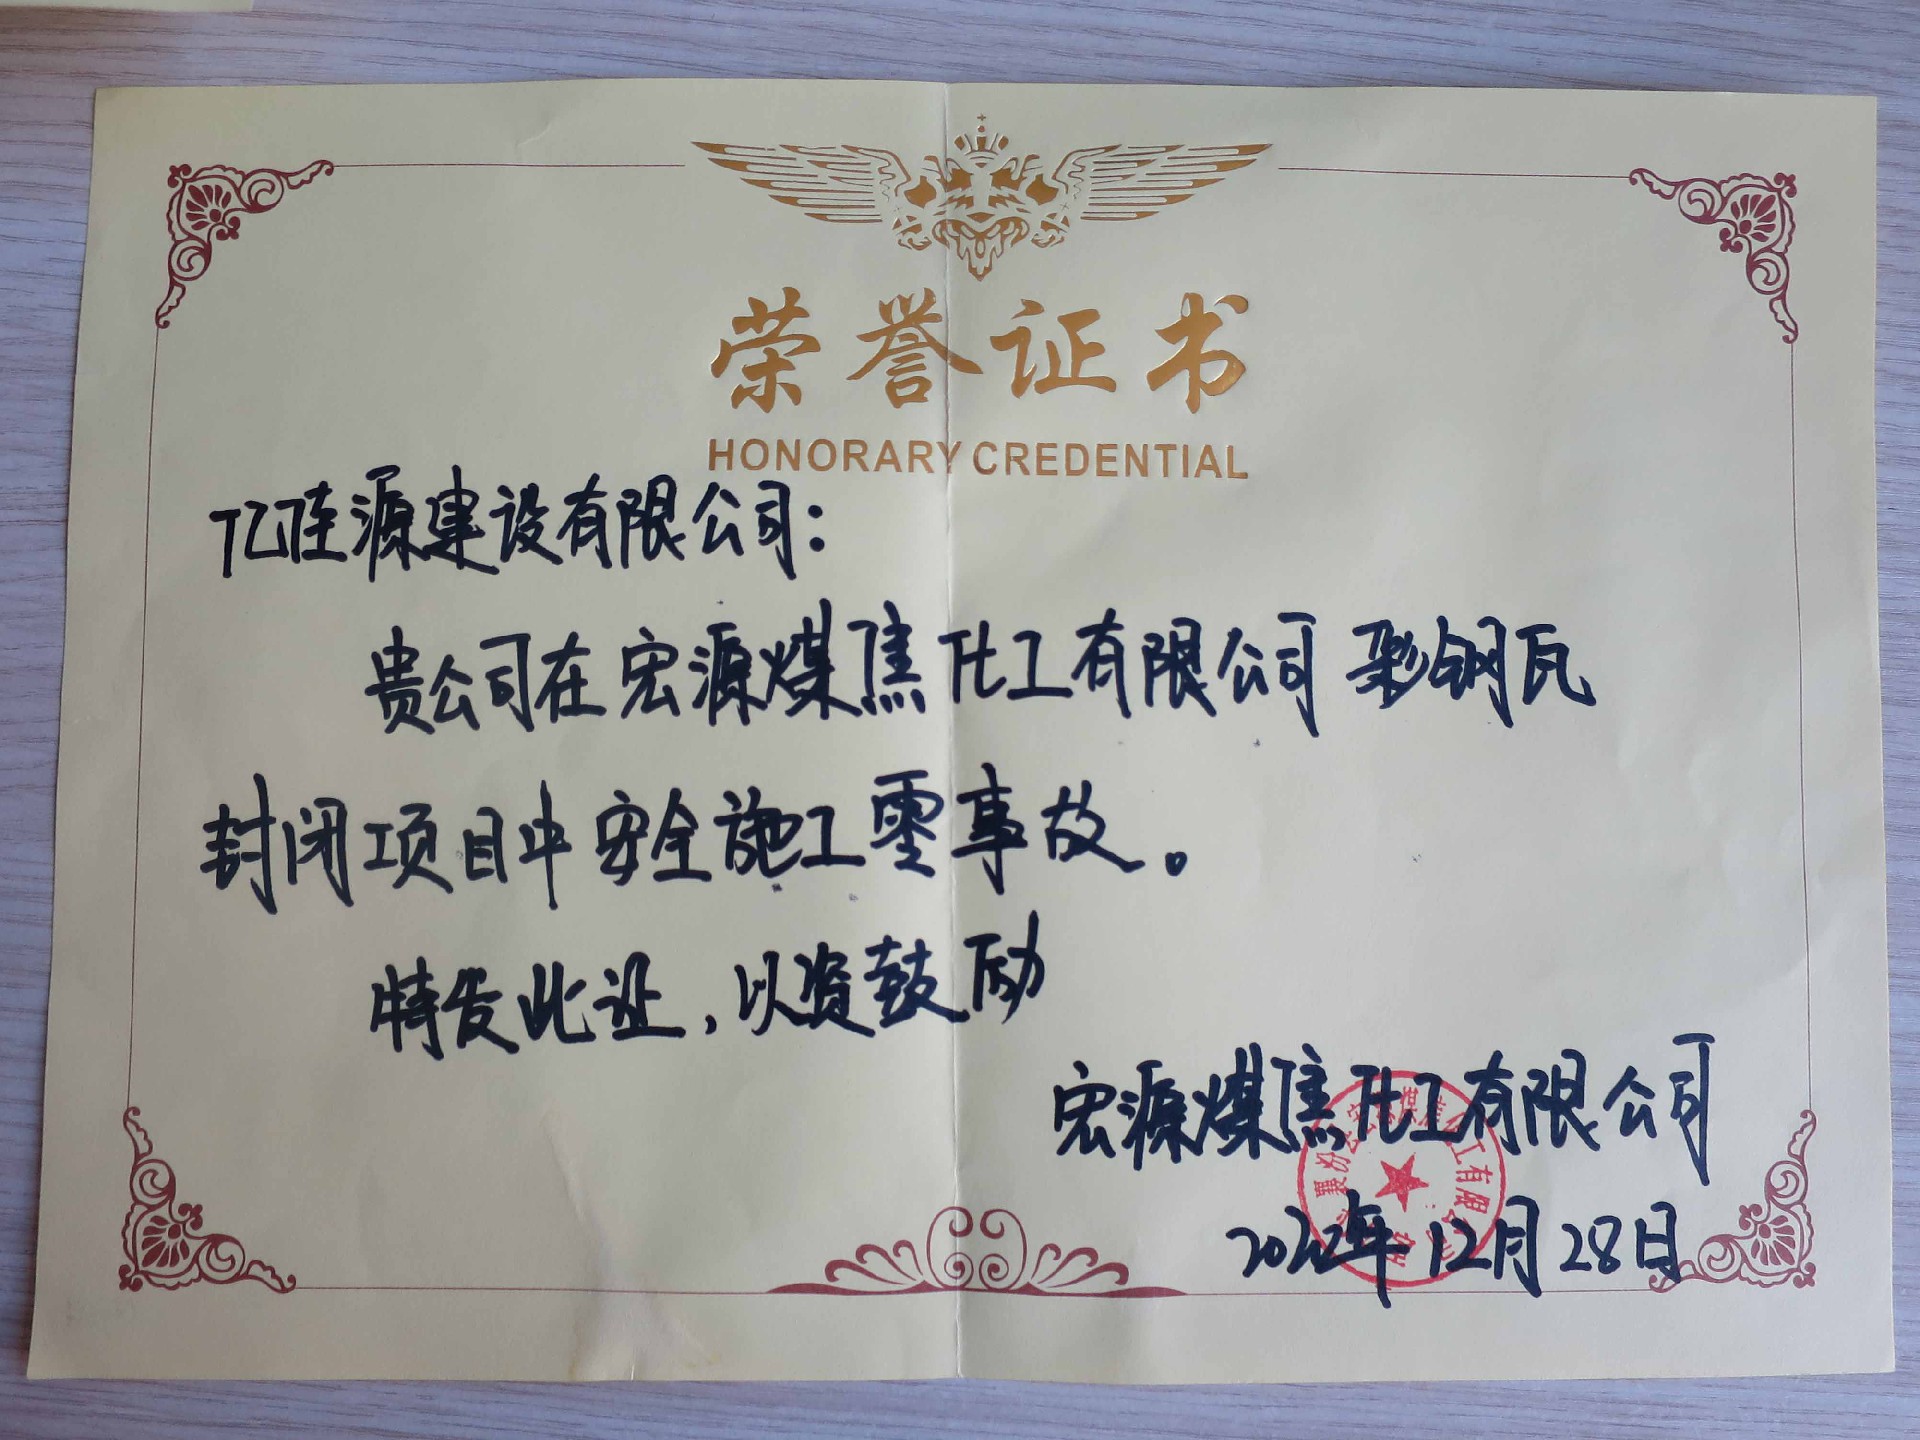 荣誉证书
HONORARY CREDENTIAL
亿佳源建设有限公司：
贵公司在宏源煤焦化工有限公司彩钢瓦
封闭项目中安全施工零事故。
特发此证，以资鼓励
宏源煤焦化工有限公司
2022年12月28日